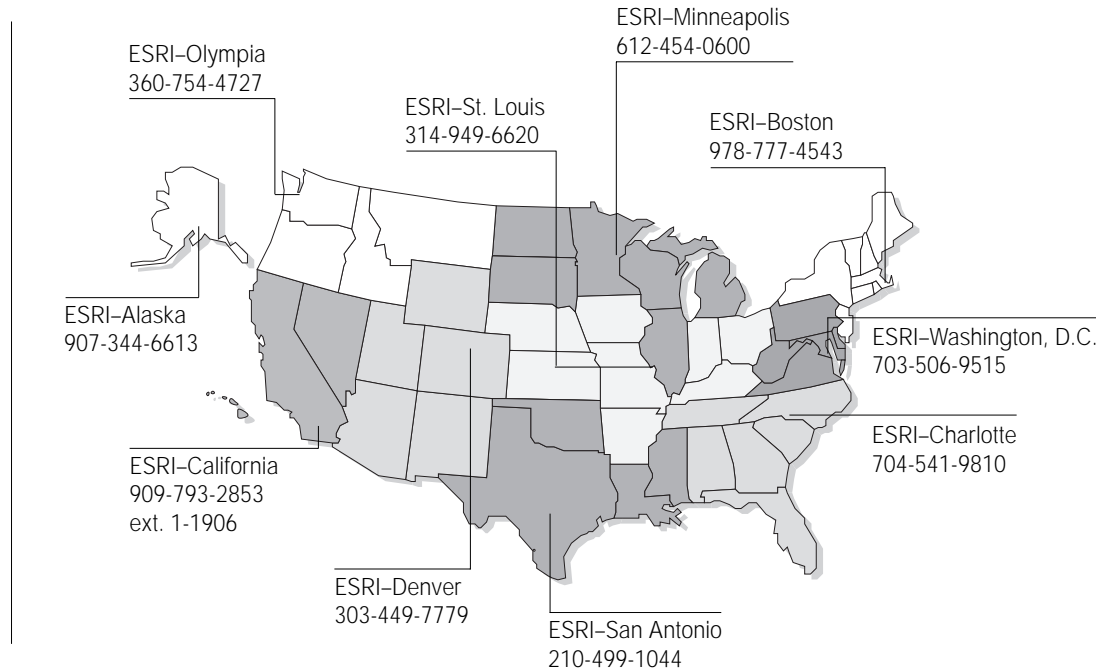 ESRI–Minneapolis
612-454-0600
ESRI–Olympia
360-754-4727
ESRI–St. Louis
314-949-6620
ESRI–Boston
978-777-4543
ESRI–Alaska
907-344-6613
ESRI–Washington, D.C.
703-506-9515
ESRI–Charlotte
704-541-9810
ESRI–California
909-793-2853
ext. 1-1906
ESRI–Denver
303-449-7779
ESRI–San Antonio
210-499-1044